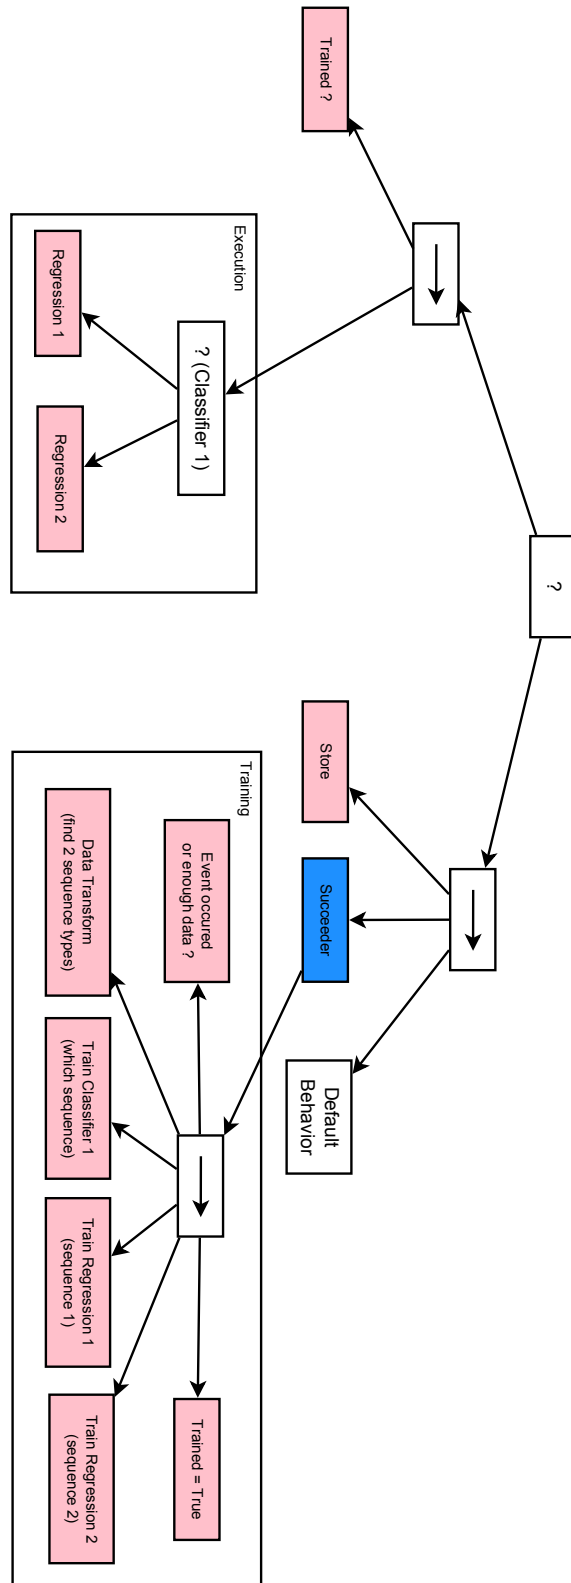 ?
Trained ?
Execution
? (Classifier 1)
Regression 1
Regression 2
Store
Succeeder
Default
Behavior
Training
Event occured
or enough data ?
Data Transform
(find 2 sequence types)
Train Classifier 1
(which sequence)
Train Regression 1
(sequence 1)
Train Regression 2
(sequence 2)
Trained = True